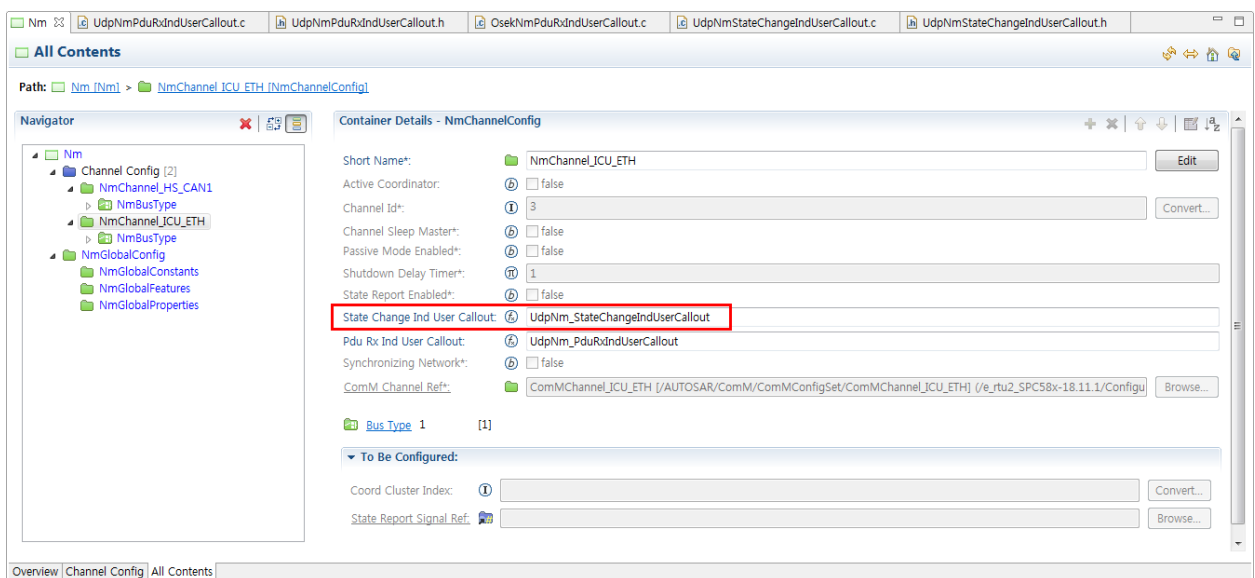 Nm UdpNmPduRxIndUserCallout.c UdpNmPduRxIndUserCallout.h OsekNmPduRxIndUserCallout.c UdpNmStateChangeIndUserCallout.c UdpNmStateChangeIndUserCallout.h
All Contents
Path: Nm [Nm] > NmChannel_ICU_ETH [NmChannelConfig]
Navigator
Nm
Channel Config [2]
NmChannel_HS_CAN1
NmBusType
NmChannel_ICU_ETH
NmBusType
NmGlobalConfig
NmGlobalConstants
NmGlobalFeatures
NmGlobalProperties
Container Details - NmChannelConfig
Short Name*: NmChannel_ICU_ETH Edit
Active Coordinator: false
Channel Id*: 3 Convert...
Channel Sleep Master*: false
Passive Mode Enabled*: false
Shutdown Delay Timer*: 1
State Report Enabled*: false
State Change Ind User Callout: UdpNm_StateChangeIndUserCallout
Pdu Rx Ind User Callout: UdpNm_PduRxIndUserCallout
Synchronizing Network*: false
ComM Channel Ref*: ComMChannel_ICU_ETH [/AUTOSAR/ComM/ComMConfigSet/ComMChannel_ICU_ETH] (/e_rtu2_SPC58x-18.11.1/Configu Browse...
Bus Type 1 [1]
To Be Configured:
Coord Cluster Index: Convert...
State Report Signal Ref: Browse...
Overview Channel Config All Contents